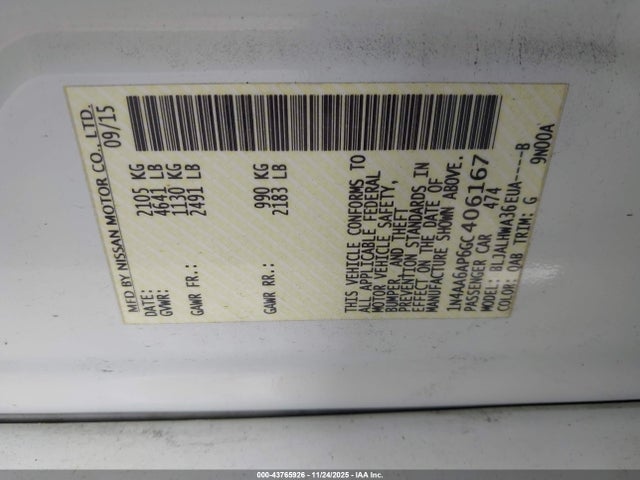 MFD BY NISSAN MOTOR CO., LTD.
DATE: 09/15
GVWR: 2105 KG
4641 LB
GAWR FR.: 1130 KG
2491 LB
GAWR RR.: 990 KG
2183 LB
THIS VEHICLE CONFORMS TO
ALL APPLICABLE FEDERAL
MOTOR VEHICLE SAFETY,
BUMPER, AND THEFT
PREVENTION STANDARDS IN
EFFECT ON THE DATE OF
MANUFACTURE SHOWN ABOVE.
1N4AA6AP6GC406167
PASSENGER CAR 474
MODEL: BLJALHWA36EUA----B
COLOR: QAB TRIM: G 9N00A
000-43765926 - 11/24/2025 - IAA Inc.